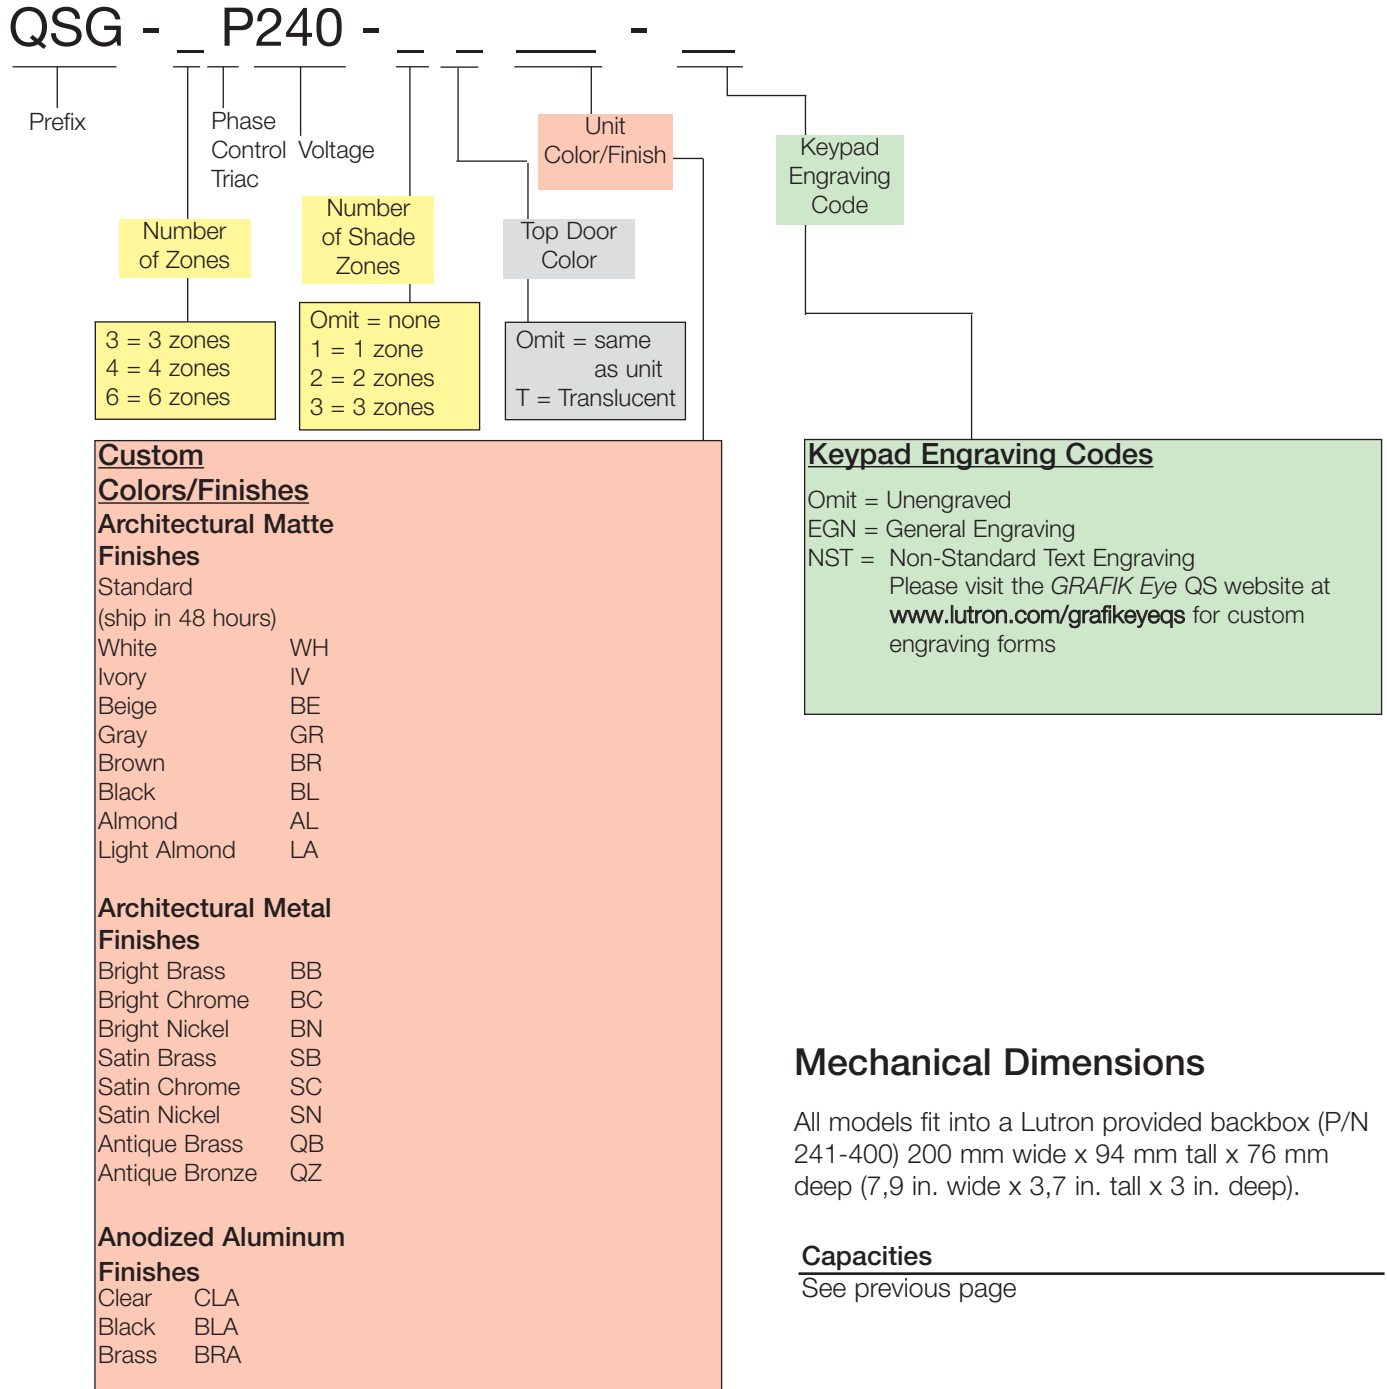 QSG - _ P240 - _ _ __ - __
Prefix
Phase
Control
Triac
Voltage
Unit
Color/Finish
Keypad
Engraving
Code
Number
of Zones
Number
of Shade
Zones
Top Door
Color
3 = 3 zones
4 = 4 zones
6 = 6 zones
Omit = none
1 = 1 zone
2 = 2 zones
3 = 3 zones
Omit = same
as unit
T = Translucent
Custom
Colors/Finishes
Architectural Matte
Finishes
Standard
(ship in 48 hours)
White WH
Ivory IV
Beige BE
Gray GR
Brown BR
Black BL
Almond AL
Light Almond LA
Architectural Metal
Finishes
Bright Brass BB
Bright Chrome BC
Bright Nickel BN
Satin Brass SB
Satin Chrome SC
Satin Nickel SN
Antique Brass QB
Antique Bronze QZ
Anodized Aluminum
Finishes
Clear CLA
Black BLA
Brass BRA
Keypad Engraving Codes
Omit = Unengraved
EGN = General Engraving
NST = Non-Standard Text Engraving
Please visit the GRAFIK Eye QS website at
www.lutron.com/grafikeyeqs for custom
engraving forms
Mechanical Dimensions
All models fit into a Lutron provided backbox (P/N
241-400) 200 mm wide x 94 mm tall x 76 mm
deep (7,9 in. wide x 3,7 in. tall x 3 in. deep).
Capacities
See previous page